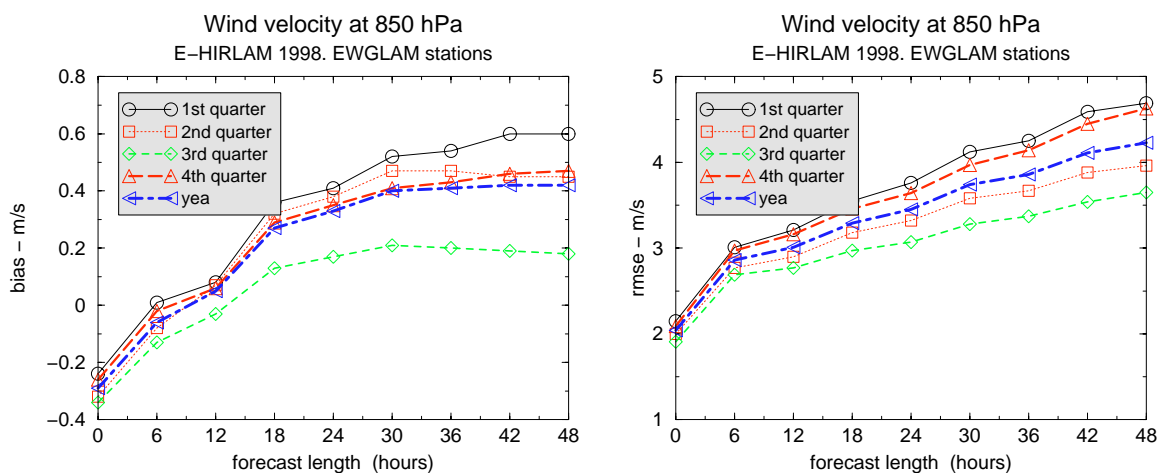 Wind velocity at 850 hPa
E−HIRLAM 1998. EWGLAM stations
0.8
0.6
0.4
0.2
0
−0.2
−0.4
bias − m/s
1st quarter
2nd quarter
3rd quarter
4th quarter
yea
0 6 12 18 24 30 36 42 48
forecast length (hours)
Wind velocity at 850 hPa
E−HIRLAM 1998. EWGLAM stations
5
4
3
2
1
rmse − m/s
1st quarter
2nd quarter
3rd quarter
4th quarter
yea
0 6 12 18 24 30 36 42 48
forecast length (hours)